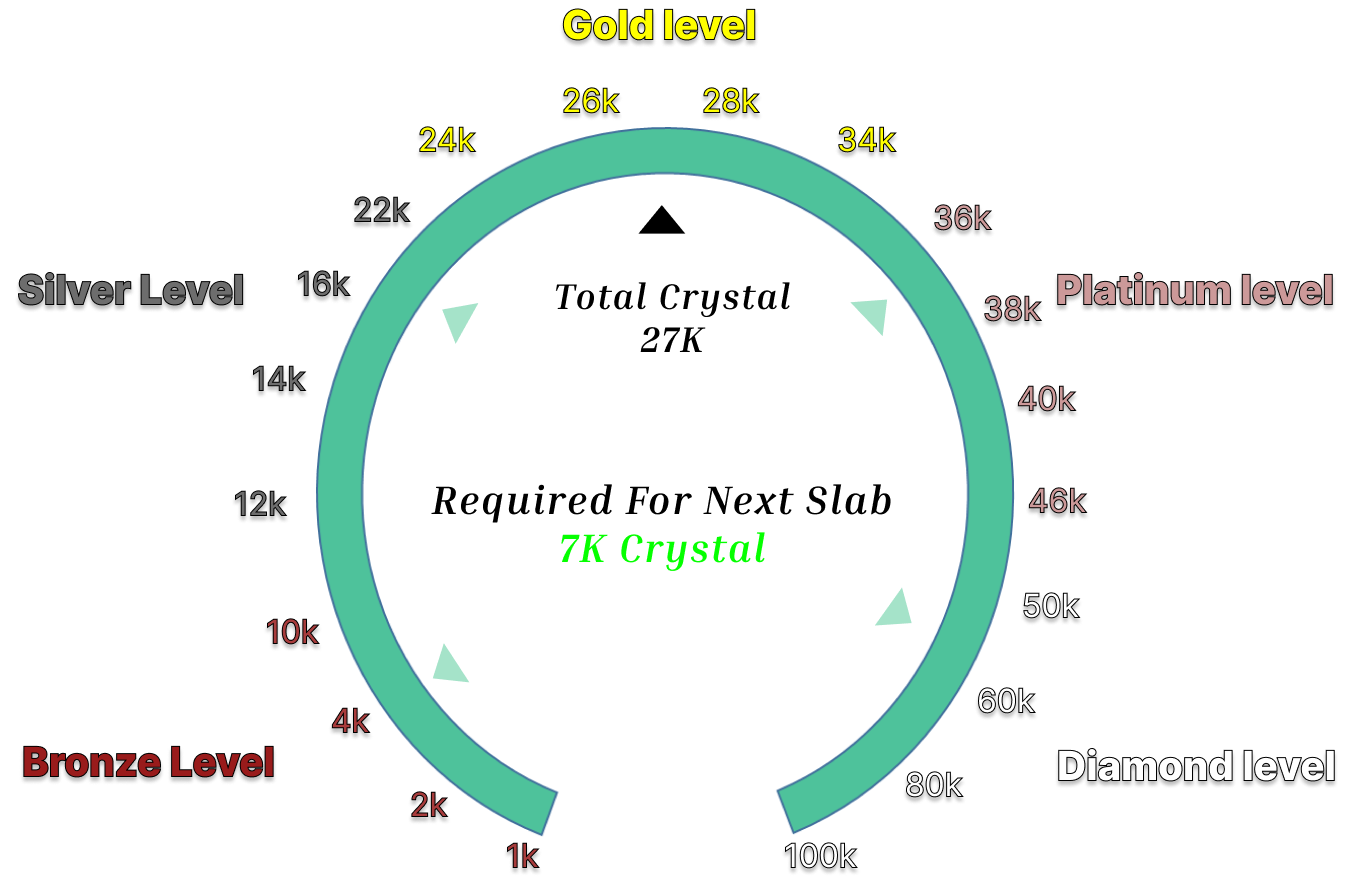 Gold level
26k
28k
24k
34k
22k
36k
Silver Level
16k
38k
Platinum level
Total Crystal
27K
14k
40k
12k
Required For Next Slab
46k
7K Crystal
10k
50k
4k
60k
Bronze Level
Diamond level
2k
80k
1k
100k